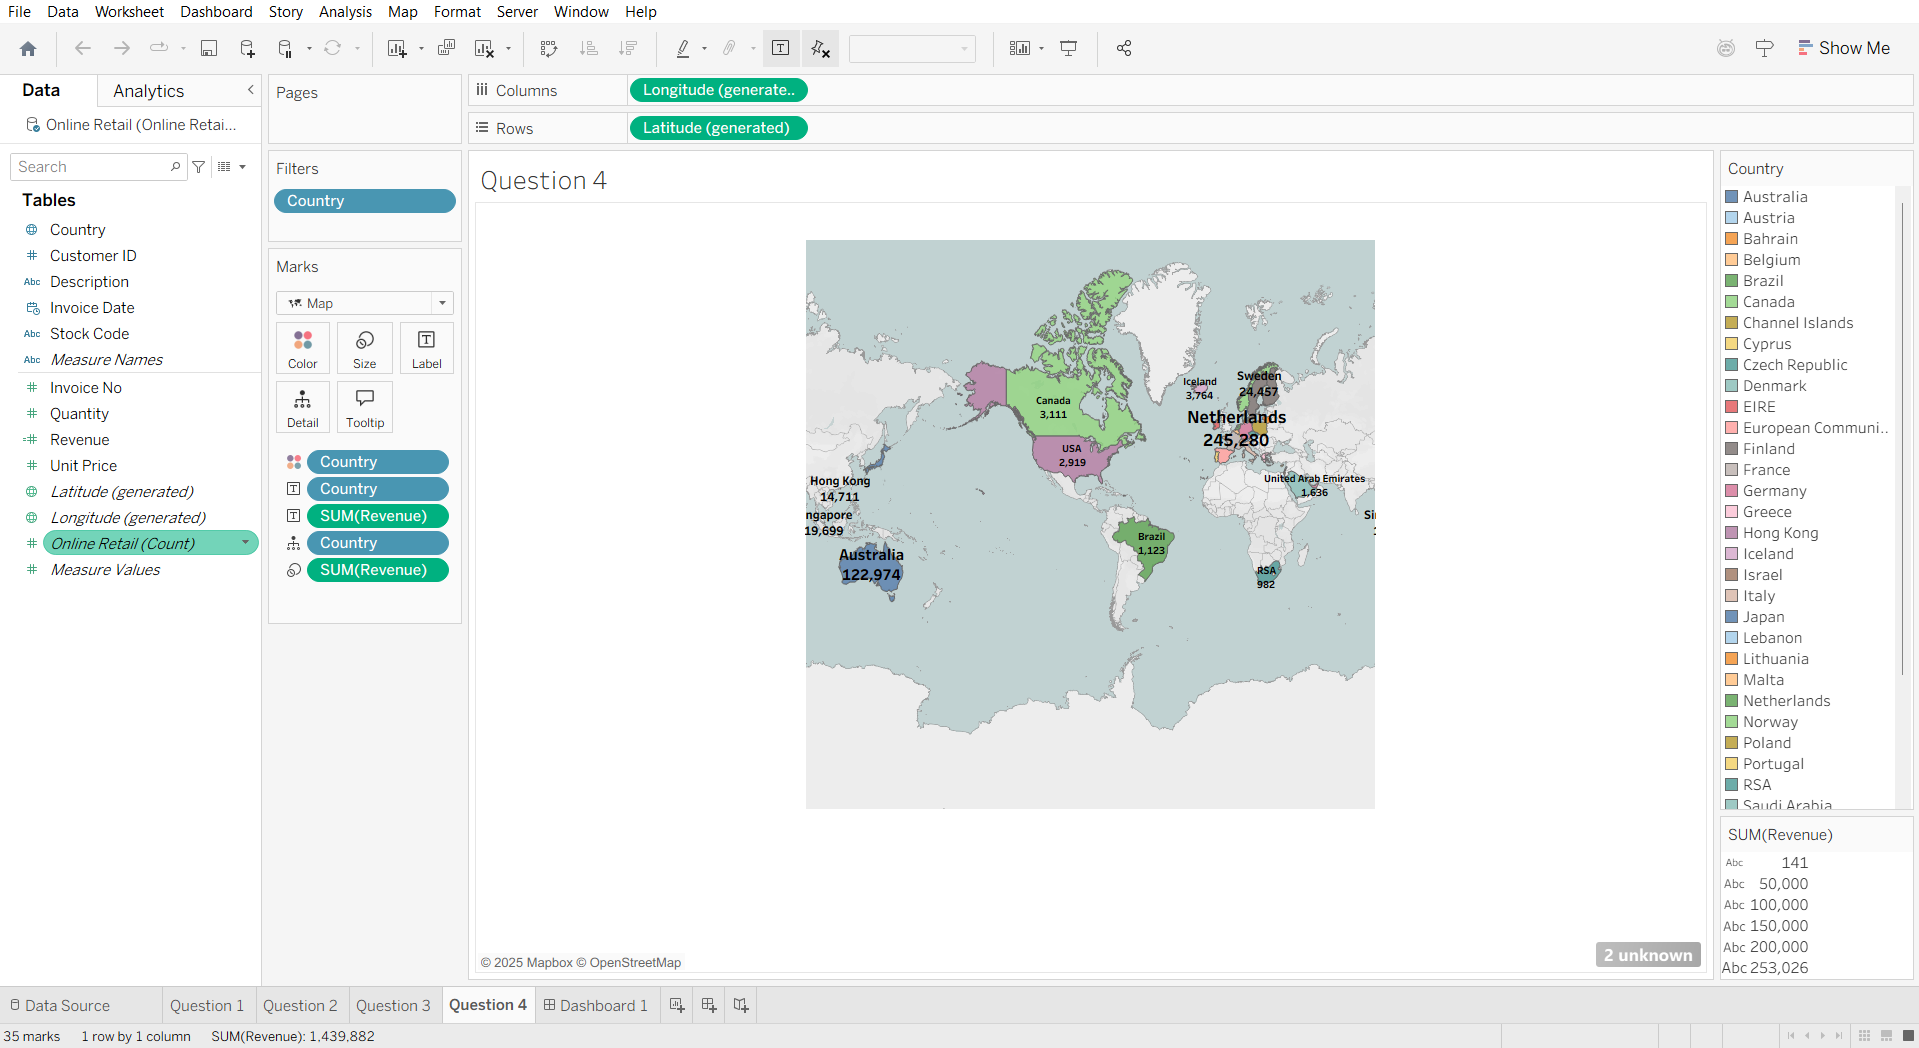 File Data Worksheet Dashboard Story Analysis Map Format Server Window Help
Show Me
Data Analytics
Online Retail (Online Retai...
Search
Tables
Country
Customer ID
Abc Description
Invoice Date
Abc Stock Code
Abc Measure Names
Invoice No
Quantity
Revenue
Unit Price
Latitude (generated)
Longitude (generated)
Online Retail (Count)
Measure Values
Pages
Filters
Country
Marks
Map
Color Size Label
Detail Tooltip
Country
Country
SUM(Revenue)
Country
SUM(Revenue)
Columns Longitude (generate..
Rows Latitude (generated)
Question 4
Iceland
3,764
Sweden
24,457
Canada
3,111
Netherlands
245,280
USA
2,919
Hong Kong
14,711
United Arab Emirates
1,636
ngapore
19,699
Si
Brazil
1,123
Australia
122,974
RSA
982
© 2025 Mapbox © OpenStreetMap
2 unknown
Country
Australia
Austria
Bahrain
Belgium
Brazil
Canada
Channel Islands
Cyprus
Czech Republic
Denmark
EIRE
European Communi..
Finland
France
Germany
Greece
Hong Kong
Iceland
Israel
Italy
Japan
Lebanon
Lithuania
Malta
Netherlands
Norway
Poland
Portugal
RSA
Saudi Arabia
SUM(Revenue)
Abc 141
Abc 50,000
Abc 100,000
Abc 150,000
Abc 200,000
Abc 253,026
Data Source Question 1 Question 2 Question 3 Question 4 Dashboard 1
35 marks 1 row by 1 column SUM(Revenue): 1,439,882